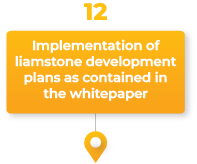 12
Implementation of
liamstone development
plans as contained in
the whitepaper